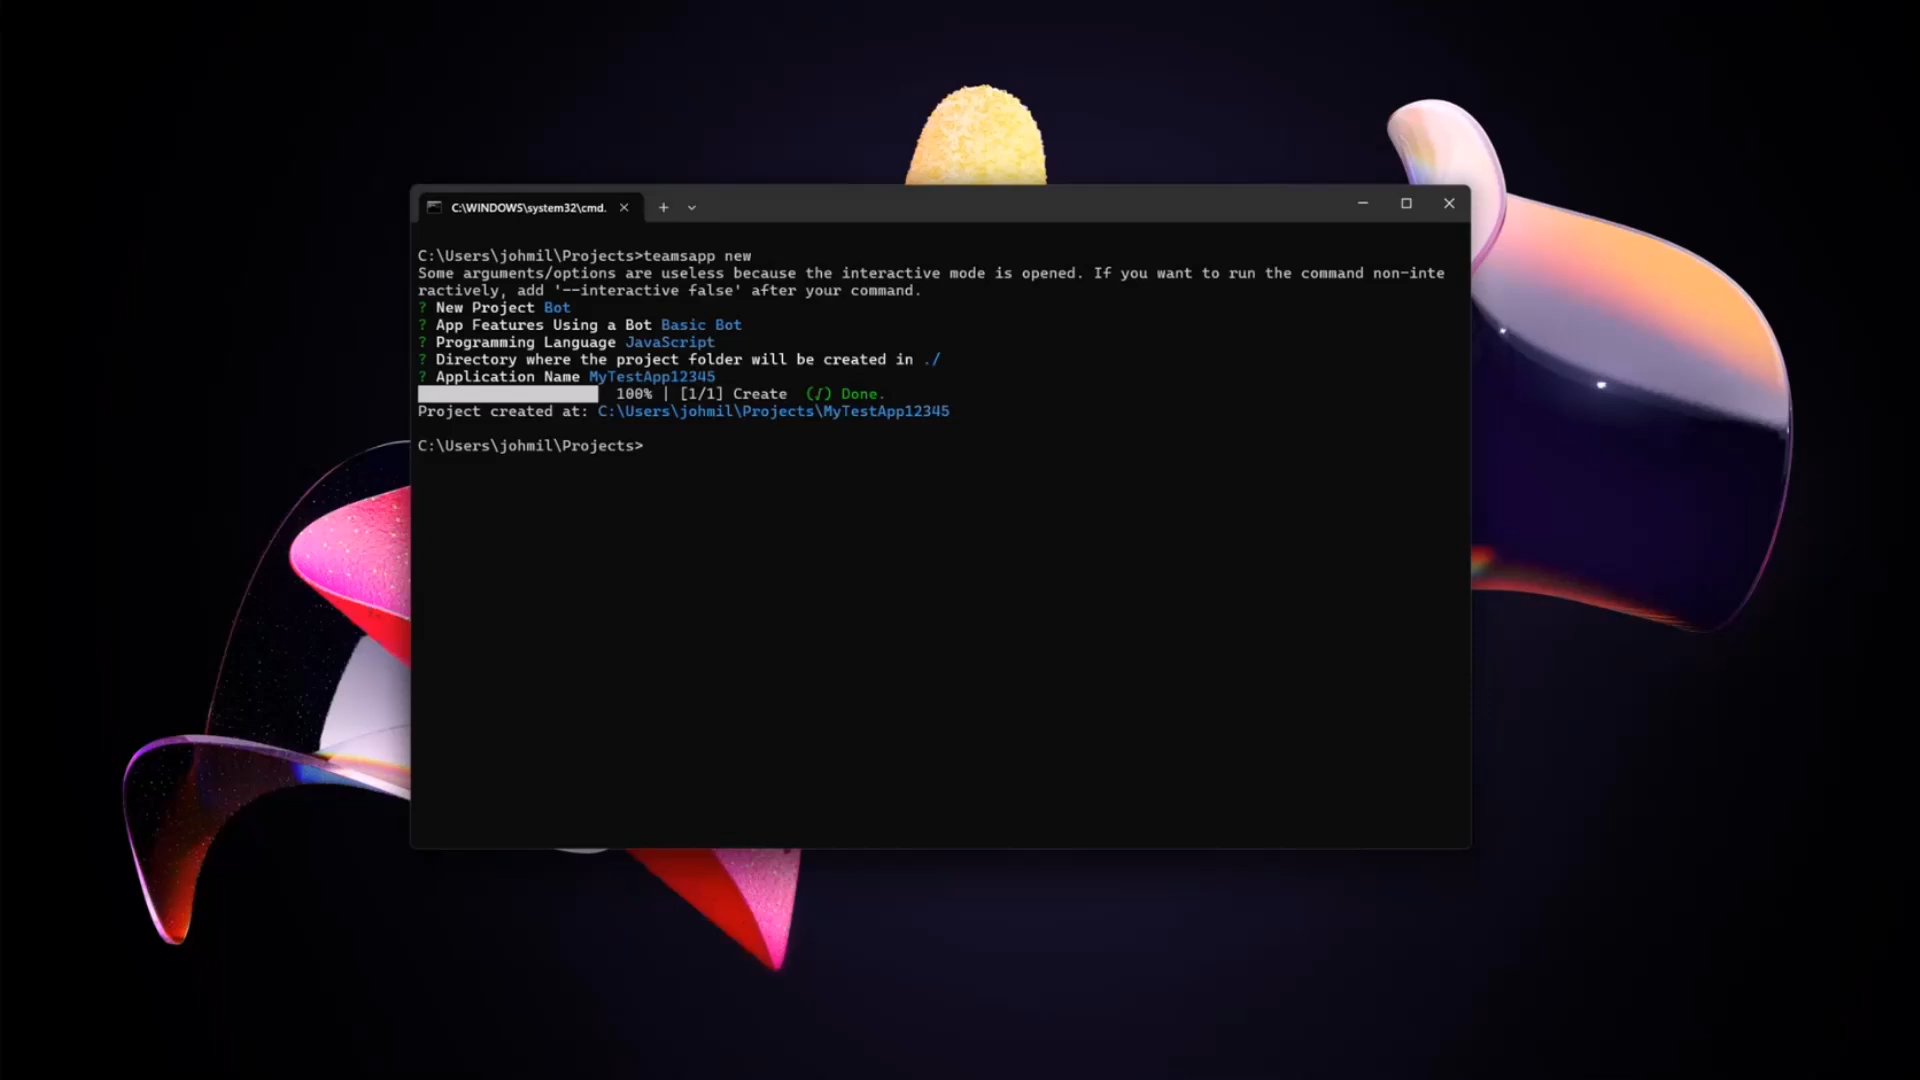 C:\WINDOWS\system32\cmd.
C:\Users\johmil\Projects>teamsapp new
Some arguments/options are useless because the interactive mode is opened. If you want to run the command non-inte
ractively, add '--interactive false' after your command.
? New Project Bot
? App Features Using a Bot Basic Bot
? Programming Language JavaScript
? Directory where the project folder will be created in ./
? Application Name MyTestApp12345
100% | [1/1] Create (√) Done.
Project created at: C:\Users\johmil\Projects\MyTestApp12345
C:\Users\johmil\Projects>